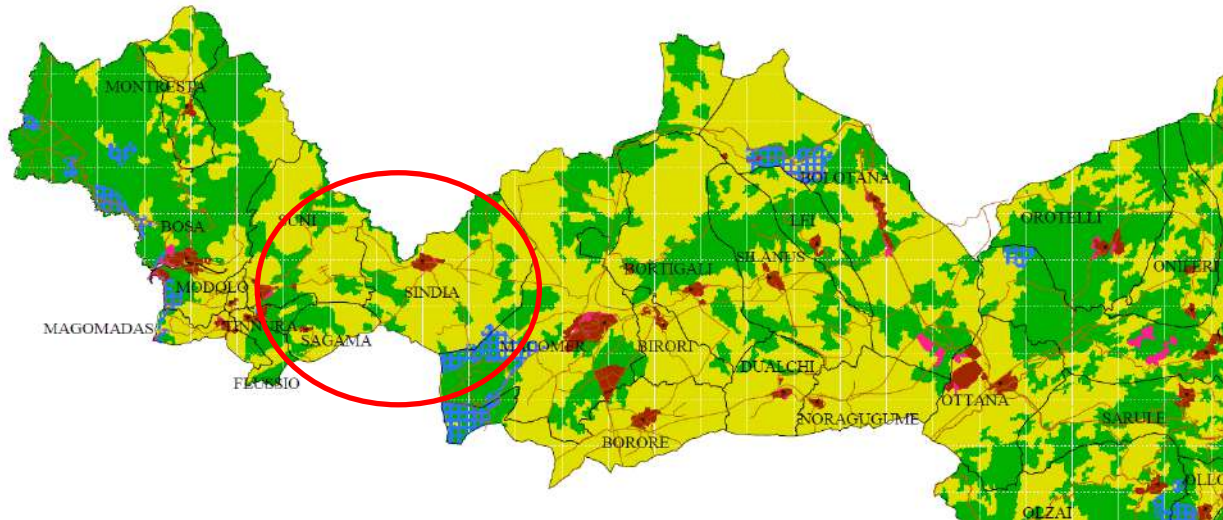 MONTRESTA
BOSA
SUNI
MODOLO
TINNURA
MAGOMADAS
SAGAMA
FLUSSIO
SINDIA
MACOMER
BORTIGALI
BIRORI
BORORE
BOLOTANA
LEI
SILANUS
DUALCHI
NORAGUGUME
OTTANA
OROTELLI
ONIFERI
SARULE
OLZAI